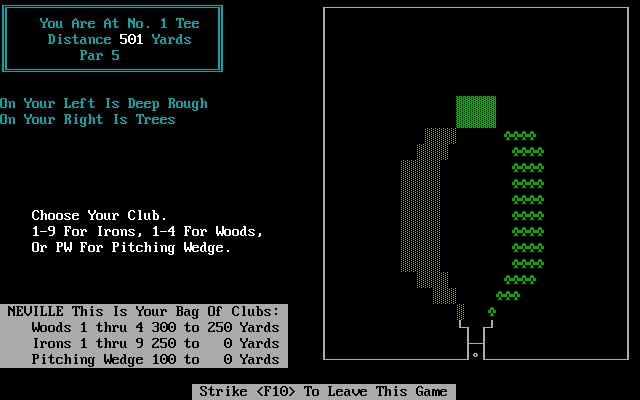 You Are At No. 1 Tee
Distance 501 Yards
Par 5
On Your Left Is Deep Rough
On Your Right Is Trees
Choose Your Club.
1-9 For Irons, 1-4 For Woods,
Or PW For Pitching Wedge.
NEVILLE This Is Your Bag Of Clubs:
Woods 1 thru 4 300 to 250 Yards
Irons 1 thru 9 250 to 0 Yards
Pitching Wedge 100 to 0 Yards
Strike <F10> To Leave This Game